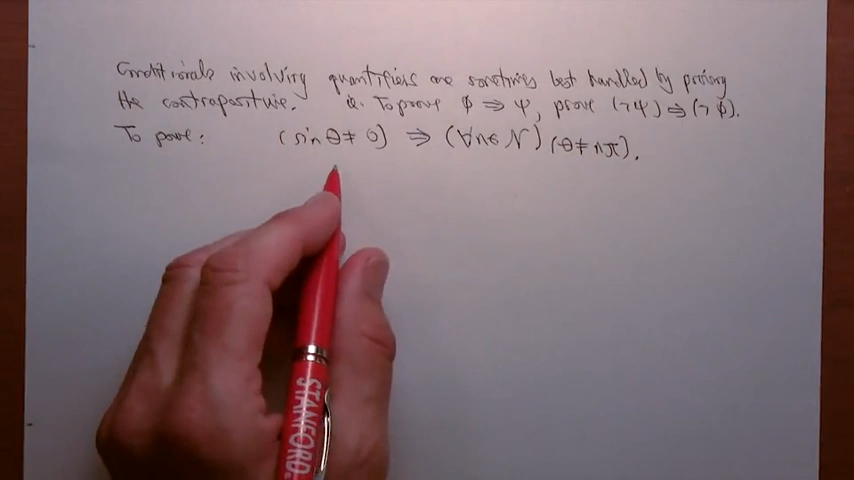 Conditionals involving quantifiers are sometimes best handled by proving
the contrapositive. ie. To prove ϕ ⇒ ψ, prove (¬ψ) ⇒ (¬ϕ).
To prove: (sin θ ≠ 0) ⇒ (∀n∈N)(θ ≠ nπ).
STANFORD